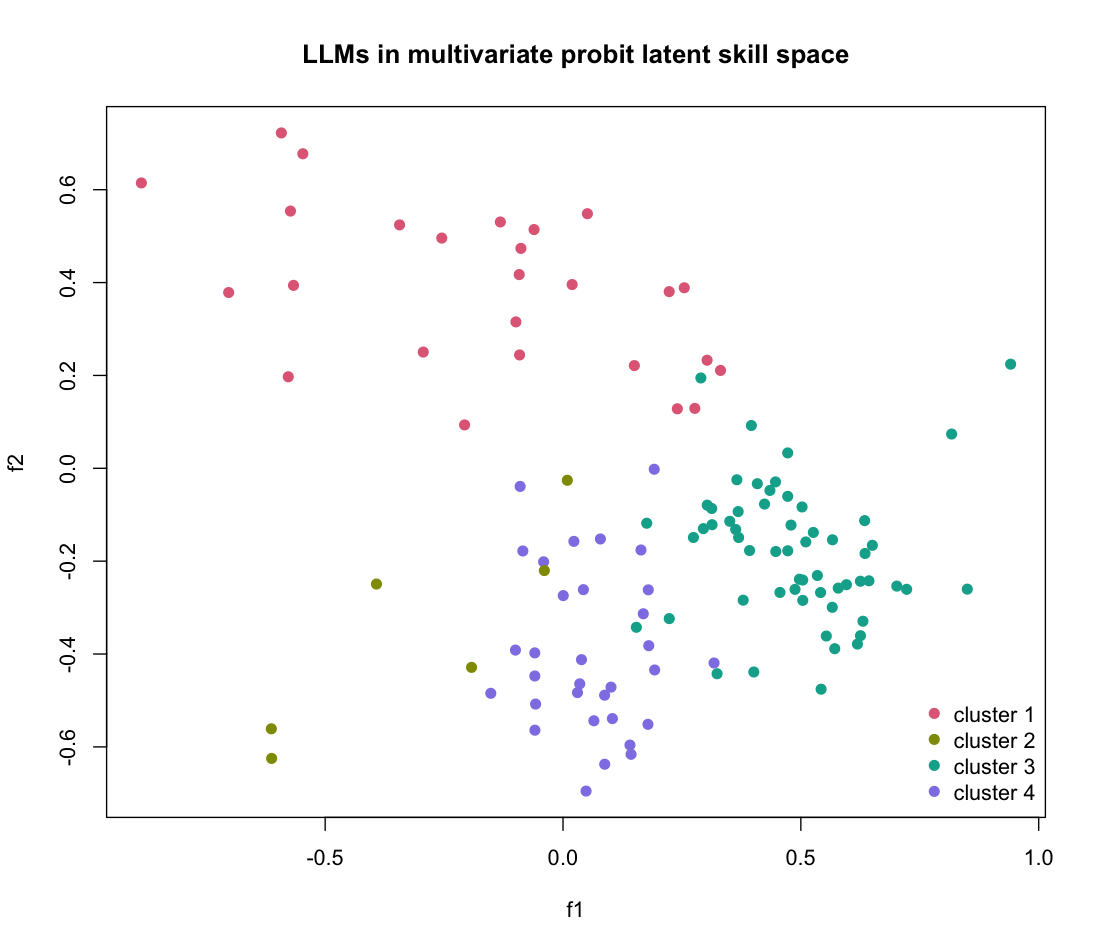 LLMs in multivariate probit latent skill space
f2
0.6
0.4
0.2
0.0
-0.2
-0.4
-0.6
cluster 1
cluster 2
cluster 3
cluster 4
-0.5 0.0 0.5 1.0
f1